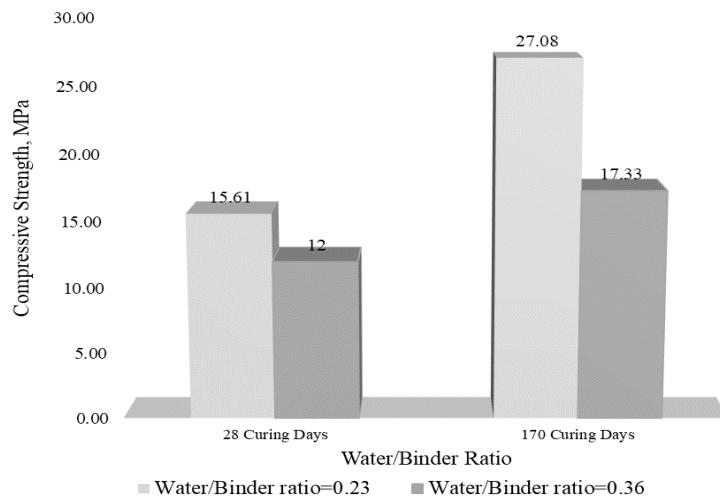 30.00
27.08
25.00
20.00
17.33
15.61
15.00
12
10.00
5.00
0.00
Compressive Strength, MPa
28 Curing Days
170 Curing Days
Water/Binder Ratio
Water/Binder ratio=0.23
Water/Binder ratio=0.36